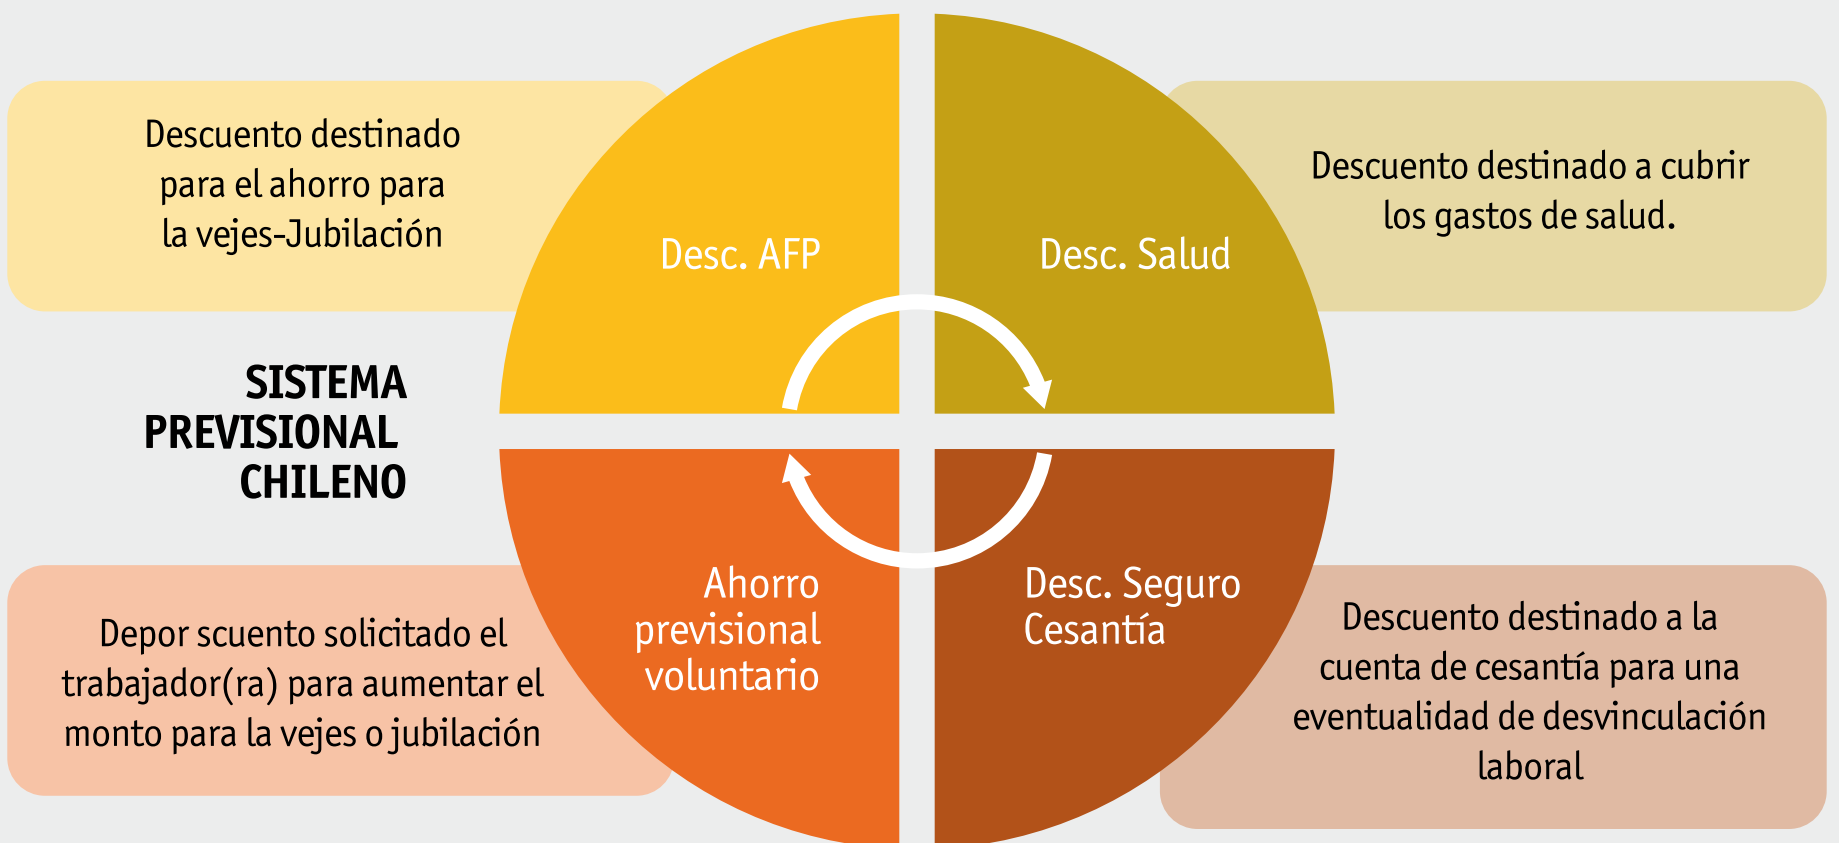 Descuento destinado
para el ahorro para
la vejes-Jubilación
Desc. AFP
Desc. Salud
Descuento destinado a cubrir
los gastos de salud.
SISTEMA
PREVISIONAL
CHILENO
Depor scuento solicitado el
trabajador(ra) para aumentar el
monto para la vejes o jubilación
Ahorro
previsional
voluntario
Desc. Seguro
Cesantía
Descuento destinado a la
cuenta de cesantía para una
eventualidad de desvinculación
laboral